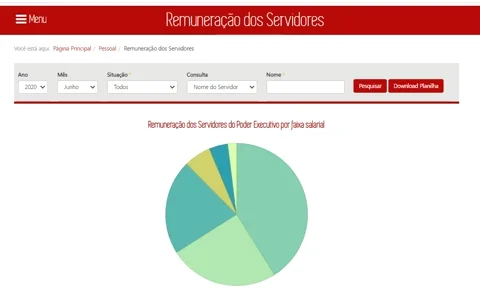 Menu
Remuneração dos Servidores
Você está aqui: Página Principal / Pessoal / Remuneração dos Servidores
Ano Mês Situação * Consulta Nome *
2020 Junho Todos Nome do Servidor Pesquisar Download Planilha
Remuneração dos Servidores do Poder Executivo por faixa salarial